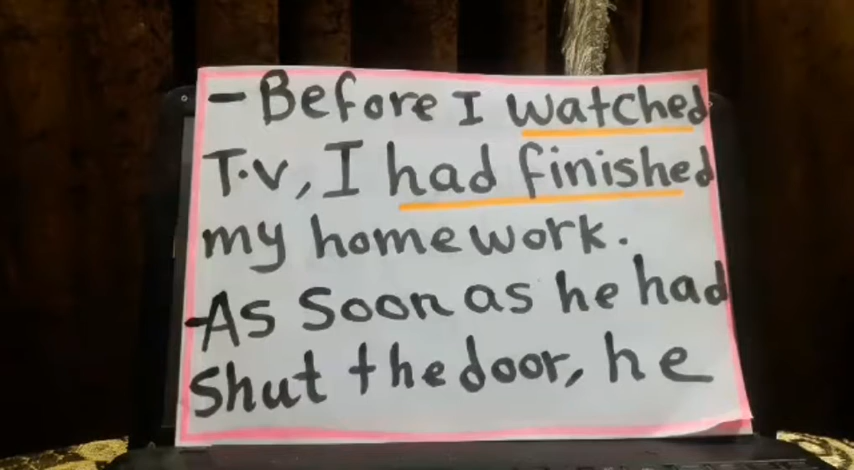 - Before I watched
T.V, I had finished
my homework.
-As soon as he had
shut the door, he